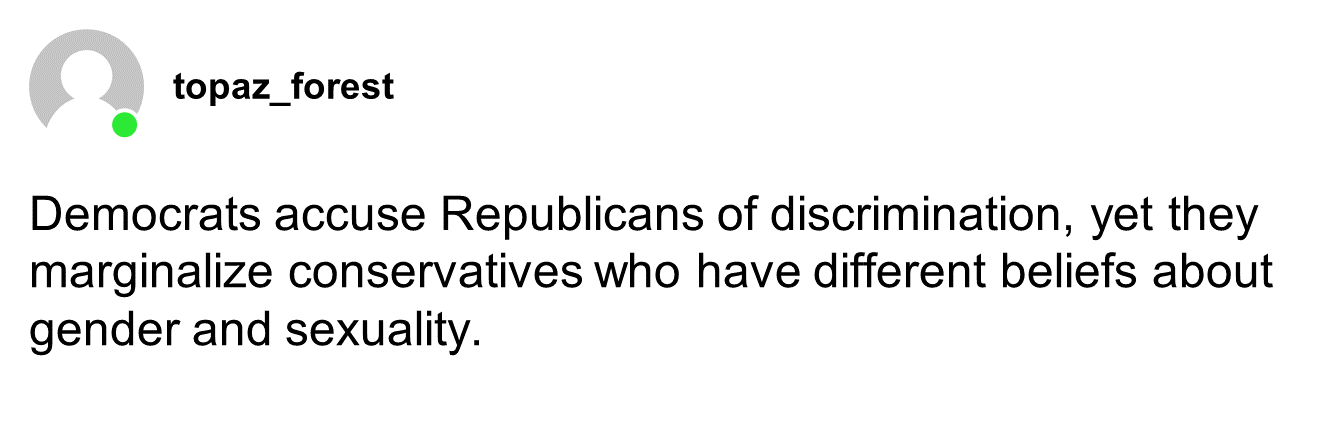 topaz_forest
Democrats accuse Republicans of discrimination, yet they
marginalize conservatives who have different beliefs about
gender and sexuality.